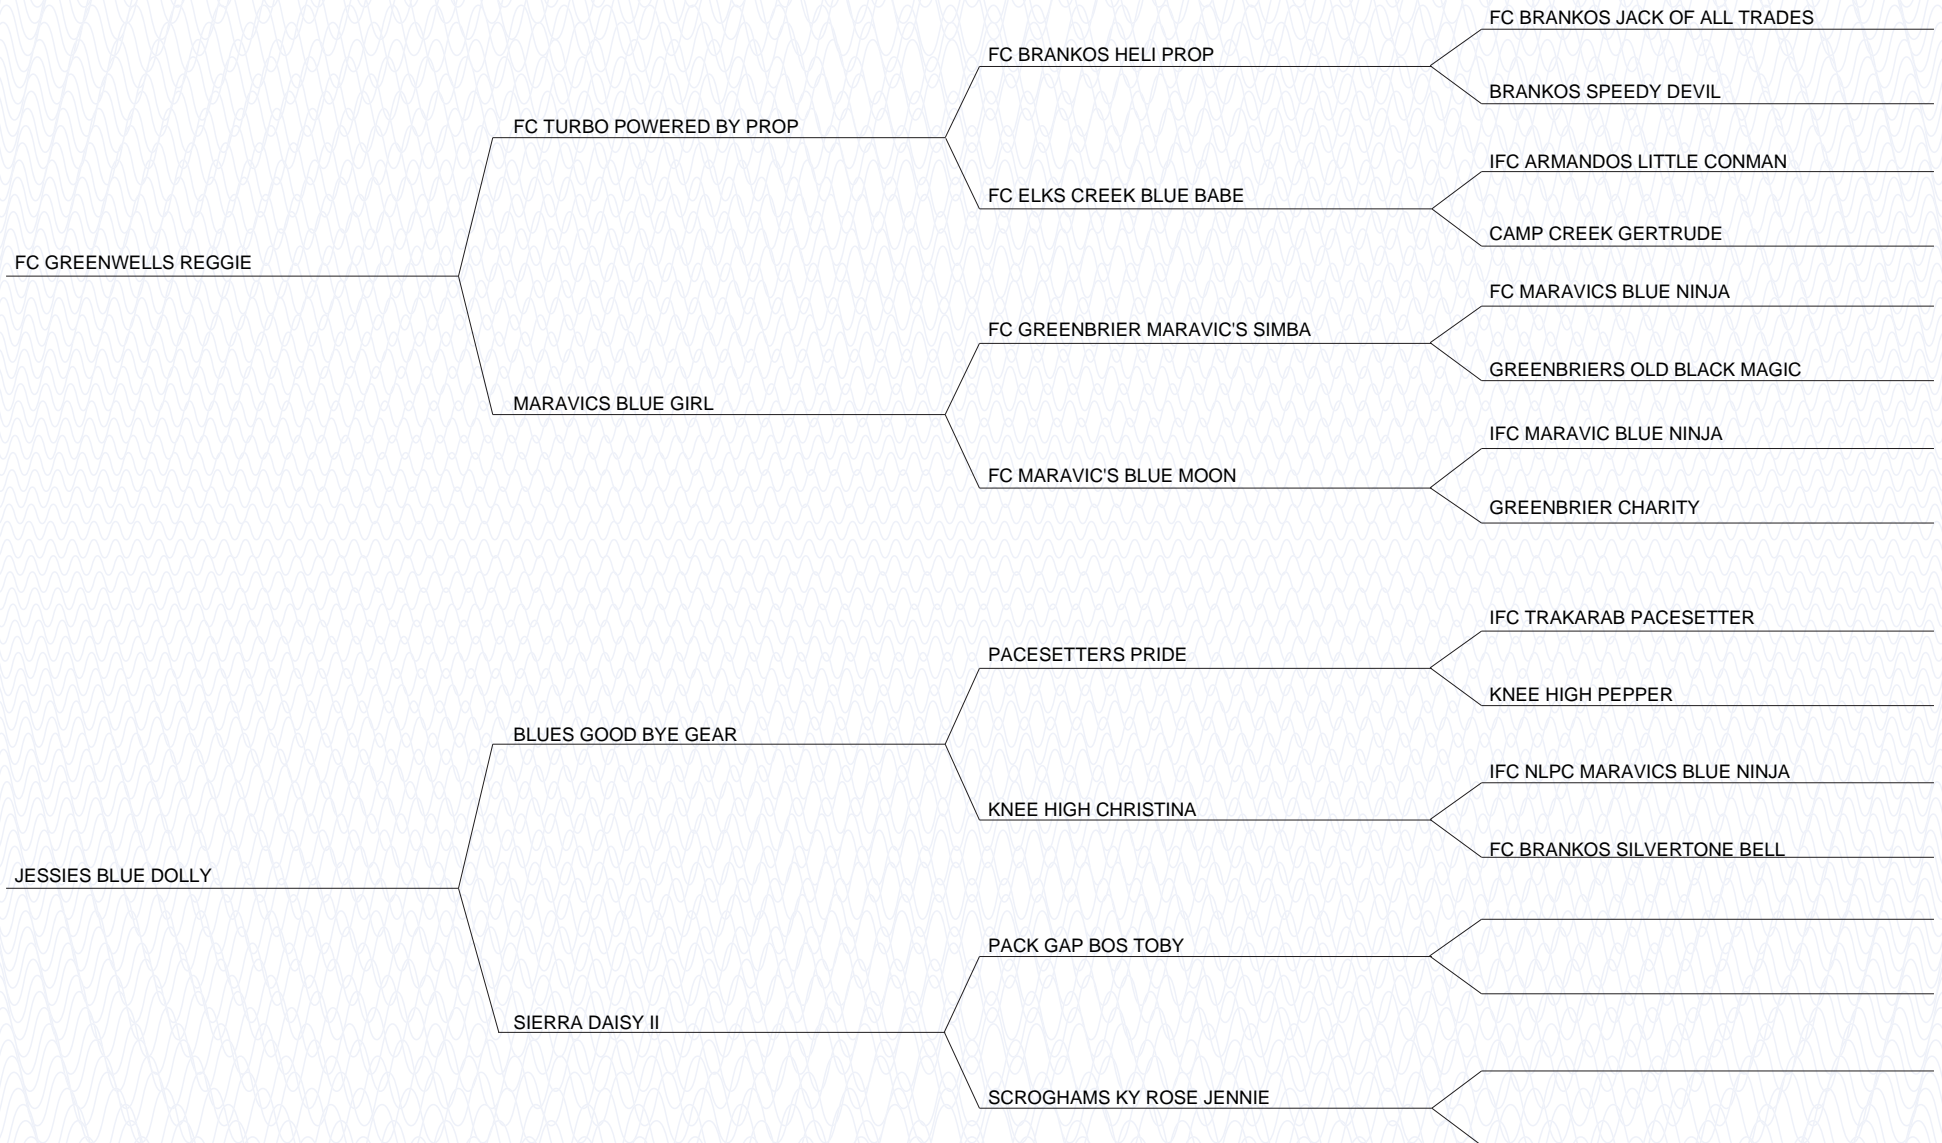 FC BRANKOS JACK OF ALL TRADES
FC BRANKOS HELI PROP
BRANKOS SPEEDY DEVIL
FC TURBO POWERED BY PROP
IFC ARMANDOS LITTLE CONMAN
FC ELKS CREEK BLUE BABE
CAMP CREEK GERTRUDE
FC GREENWELLS REGGIE
FC MARAVICS BLUE NINJA
FC GREENBRIER MARAVIC'S SIMBA
GREENBRIERS OLD BLACK MAGIC
MARAVICS BLUE GIRL
IFC MARAVIC BLUE NINJA
FC MARAVIC'S BLUE MOON
GREENBRIER CHARITY
IFC TRAKARAB PACESETTER
PACESETTERS PRIDE
KNEE HIGH PEPPER
BLUES GOOD BYE GEAR
IFC NLPC MARAVICS BLUE NINJA
KNEE HIGH CHRISTINA
FC BRANKOS SILVERTONE BELL
JESSIES BLUE DOLLY
PACK GAP BOS TOBY
SIERRA DAISY II
SCROGHAMS KY ROSE JENNIE